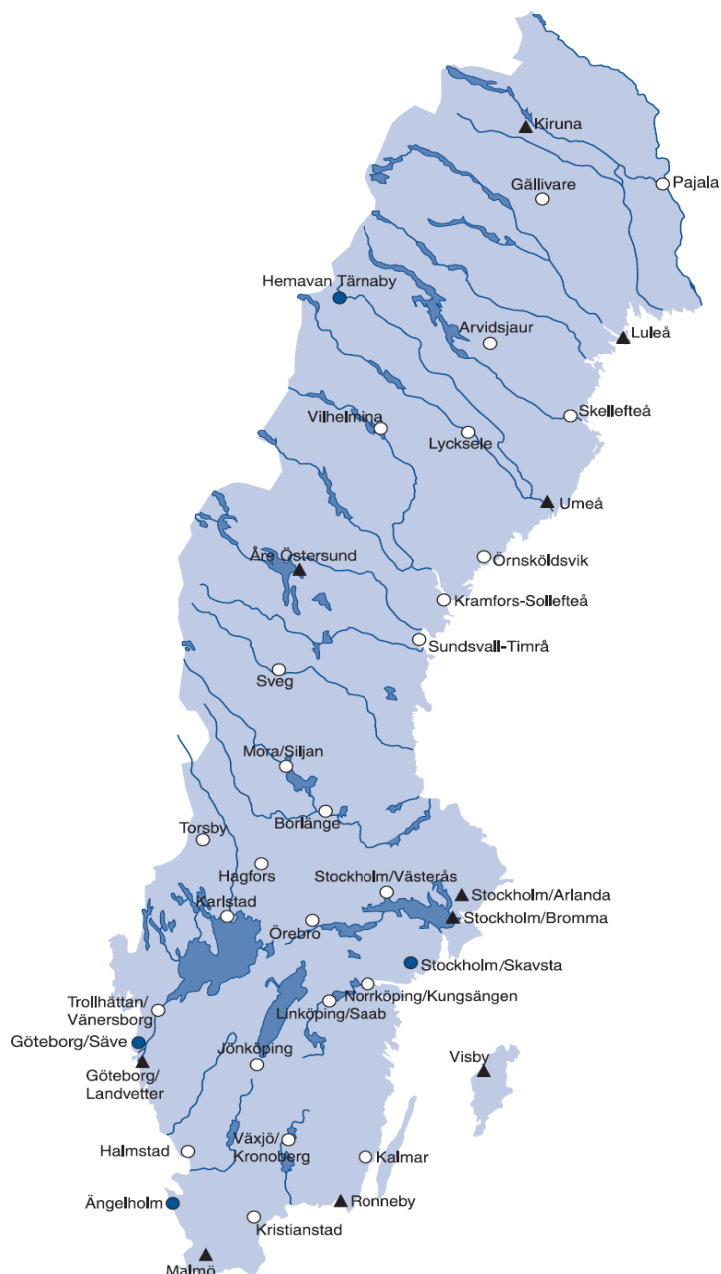 Kiruna
Pajala
Gällivare
Hemavan Tärnaby
Luleå
Arvidsjaur
Skellefteå
Vilhelmina
Lycksele
Umeå
Åre Östersund
Örnsköldsvik
Kramfors-Sollefteå
Sundsvall-Timrå
Sveg
Mora/Siljan
Borlänge
Torsby
Hagfors
Stockholm/Västerås
Stockholm/Arlanda
Karlstad
Stockholm/Bromma
Örebro
Stockholm/Skavsta
Norrköping/Kungsängen
Trollhättan/
Vänersborg
Linköping/Saab
Göteborg/Säve
Jönköping
Visby
Göteborg/
Landvetter
Växjö/
Kronoberg
Halmstad
Kalmar
Ängelholm
Ronneby
Kristianstad
Malmö